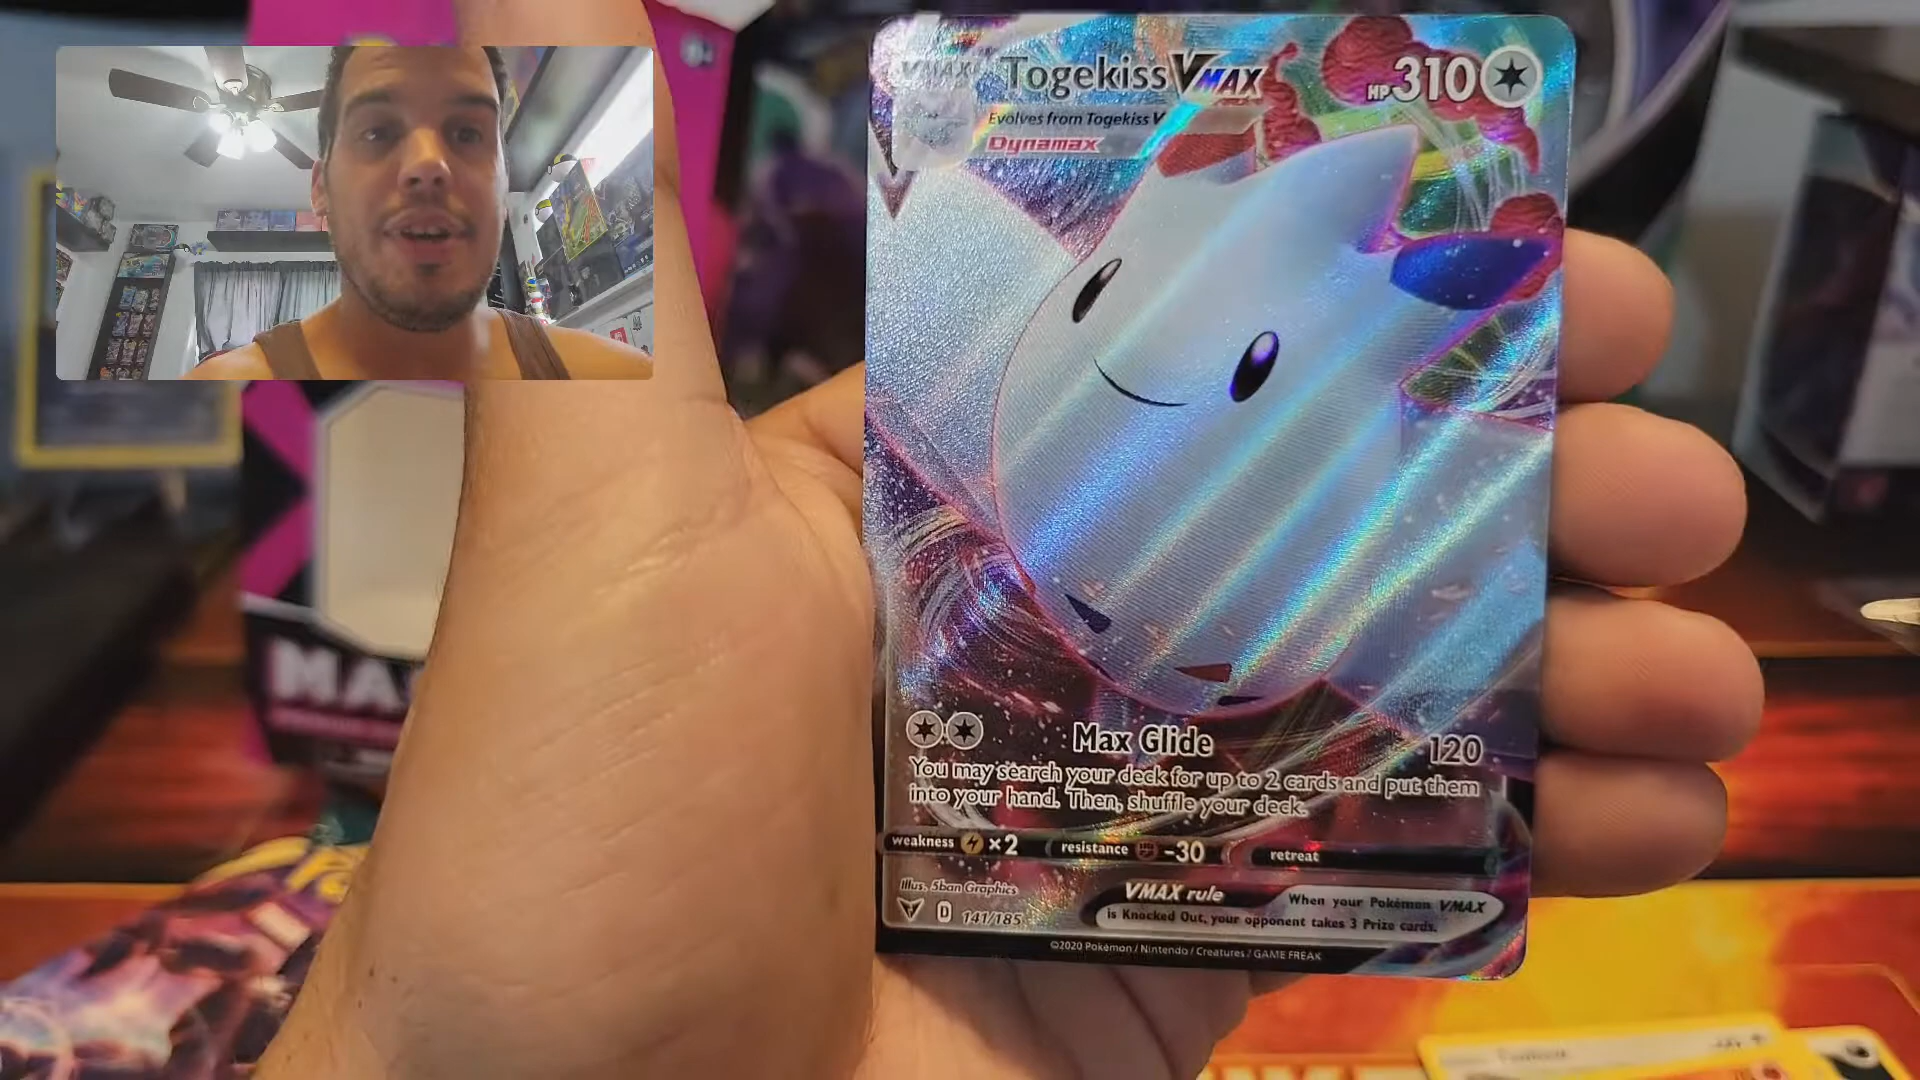 VMAX
Togekiss VMAX HP 310
Evolves from Togekiss V
Dynamax
Max Glide 120
You may search your deck for up to 2 cards and put them
into your hand. Then, shuffle your deck.
weakness ×2 resistance -30 retreat
Illus. 5ban Graphics
D 141/185
VMAX rule When your Pokémon VMAX
is Knocked Out, your opponent takes 3 Prize cards.
©2020 Pokémon / Nintendo / Creatures / GAME FREAK